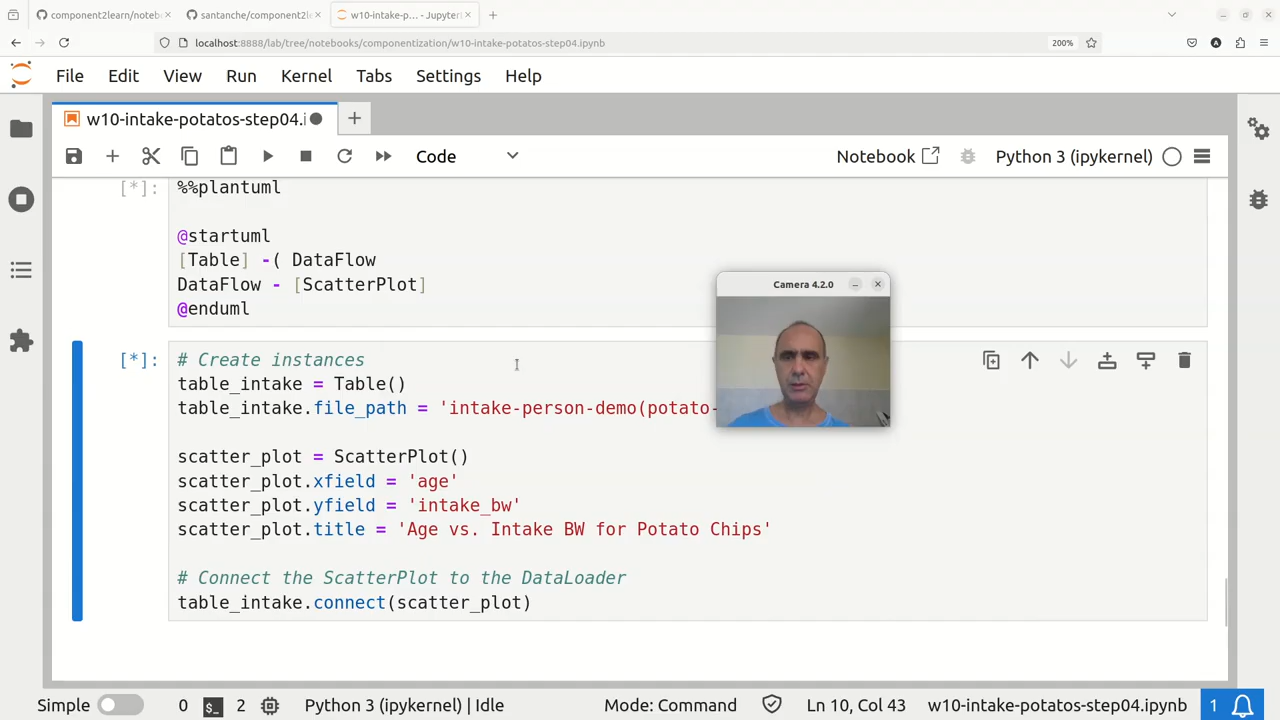 component2learn/noteb
santanche/component2le
w10-intake-p... - Jupyter
localhost:8888/lab/tree/notebooks/componentization/w10-intake-potatos-step04.ipynb
200%
File Edit View Run Kernel Tabs Settings Help
w10-intake-potatos-step04.i
Code
Notebook
Python 3 (ipykernel)
[*]:
%%plantuml
@startuml
[Table] -( DataFlow
DataFlow - [ScatterPlot]
@enduml
Camera 4.2.0
[*]:
# Create instances
table_intake = Table()
table_intake.file_path = 'intake-person-demo(potato-
scatter_plot = ScatterPlot()
scatter_plot.xfield = 'age'
scatter_plot.yfield = 'intake_bw'
scatter_plot.title = 'Age vs. Intake BW for Potato Chips'
# Connect the ScatterPlot to the DataLoader
table_intake.connect(scatter_plot)
Simple 0 $_ 2 Python 3 (ipykernel) | Idle Mode: Command Ln 10, Col 43 w10-intake-potatos-step04.ipynb 1